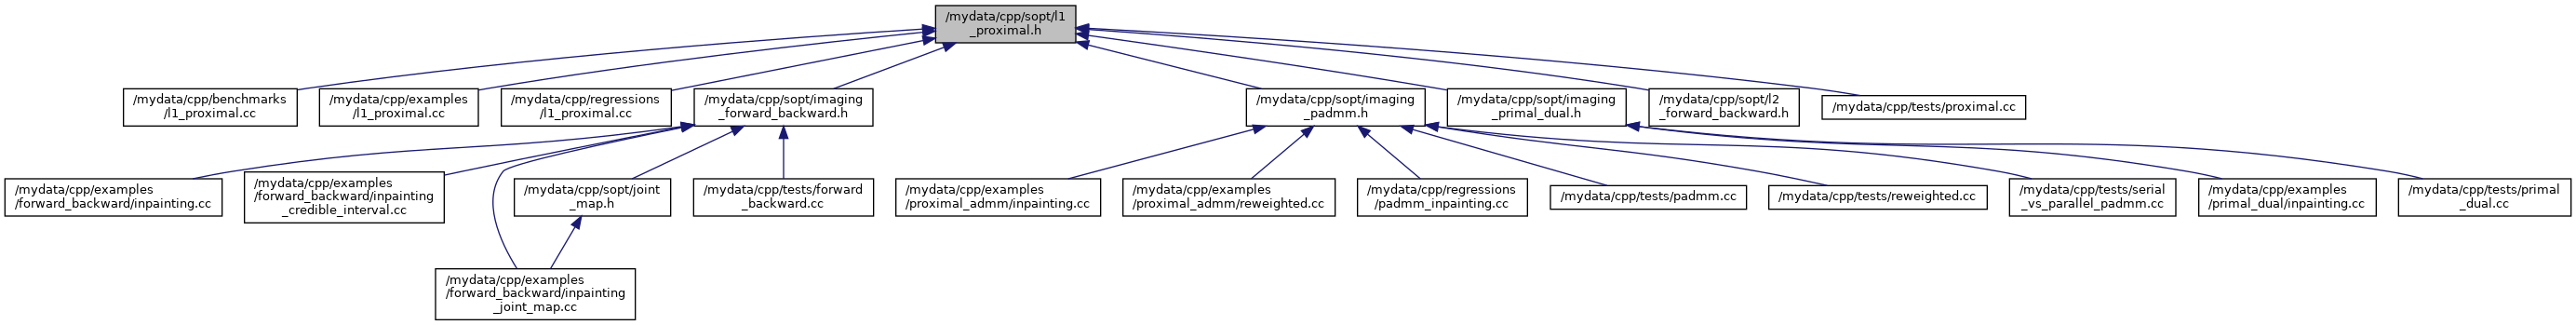 /mydata/cpp/sopt/l1
_proximal.h
/mydata/cpp/benchmarks
/l1_proximal.cc
/mydata/cpp/examples
/l1_proximal.cc
/mydata/cpp/regressions
/l1_proximal.cc
/mydata/cpp/sopt/imaging
_forward_backward.h
/mydata/cpp/sopt/imaging
_padmm.h
/mydata/cpp/sopt/imaging
_primal_dual.h
/mydata/cpp/sopt/l2
_forward_backward.h
/mydata/cpp/tests/proximal.cc
/mydata/cpp/examples
/forward_backward/inpainting.cc
/mydata/cpp/examples
/forward_backward/inpainting
_credible_interval.cc
/mydata/cpp/sopt/joint
_map.h
/mydata/cpp/tests/forward
_backward.cc
/mydata/cpp/examples
/proximal_admm/inpainting.cc
/mydata/cpp/examples
/proximal_admm/reweighted.cc
/mydata/cpp/regressions
/padmm_inpainting.cc
/mydata/cpp/tests/padmm.cc
/mydata/cpp/tests/reweighted.cc
/mydata/cpp/tests/serial
_vs_parallel_padmm.cc
/mydata/cpp/examples
/primal_dual/inpainting.cc
/mydata/cpp/tests/primal
_dual.cc
/mydata/cpp/examples
/forward_backward/inpainting
_joint_map.cc